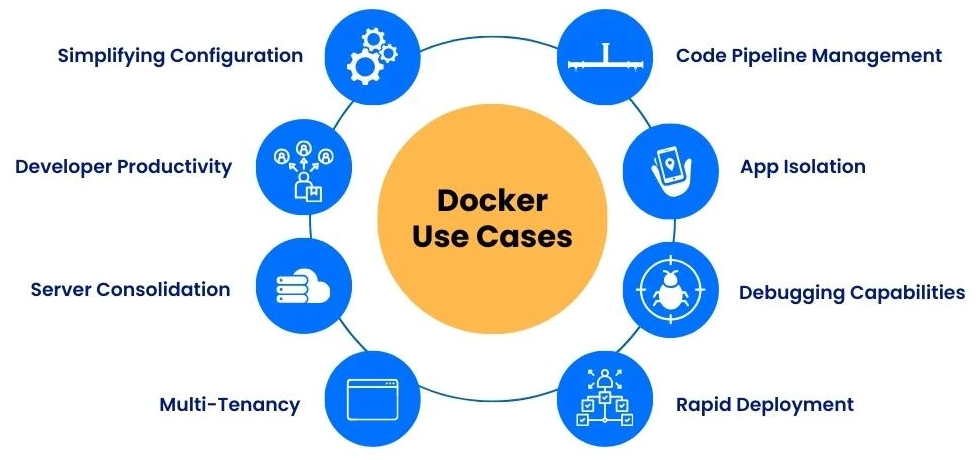 Simplifying Configuration
Code Pipeline Management
Developer Productivity
App Isolation
Docker
Use Cases
Server Consolidation
Debugging Capabilities
Multi-Tenancy
Rapid Deployment